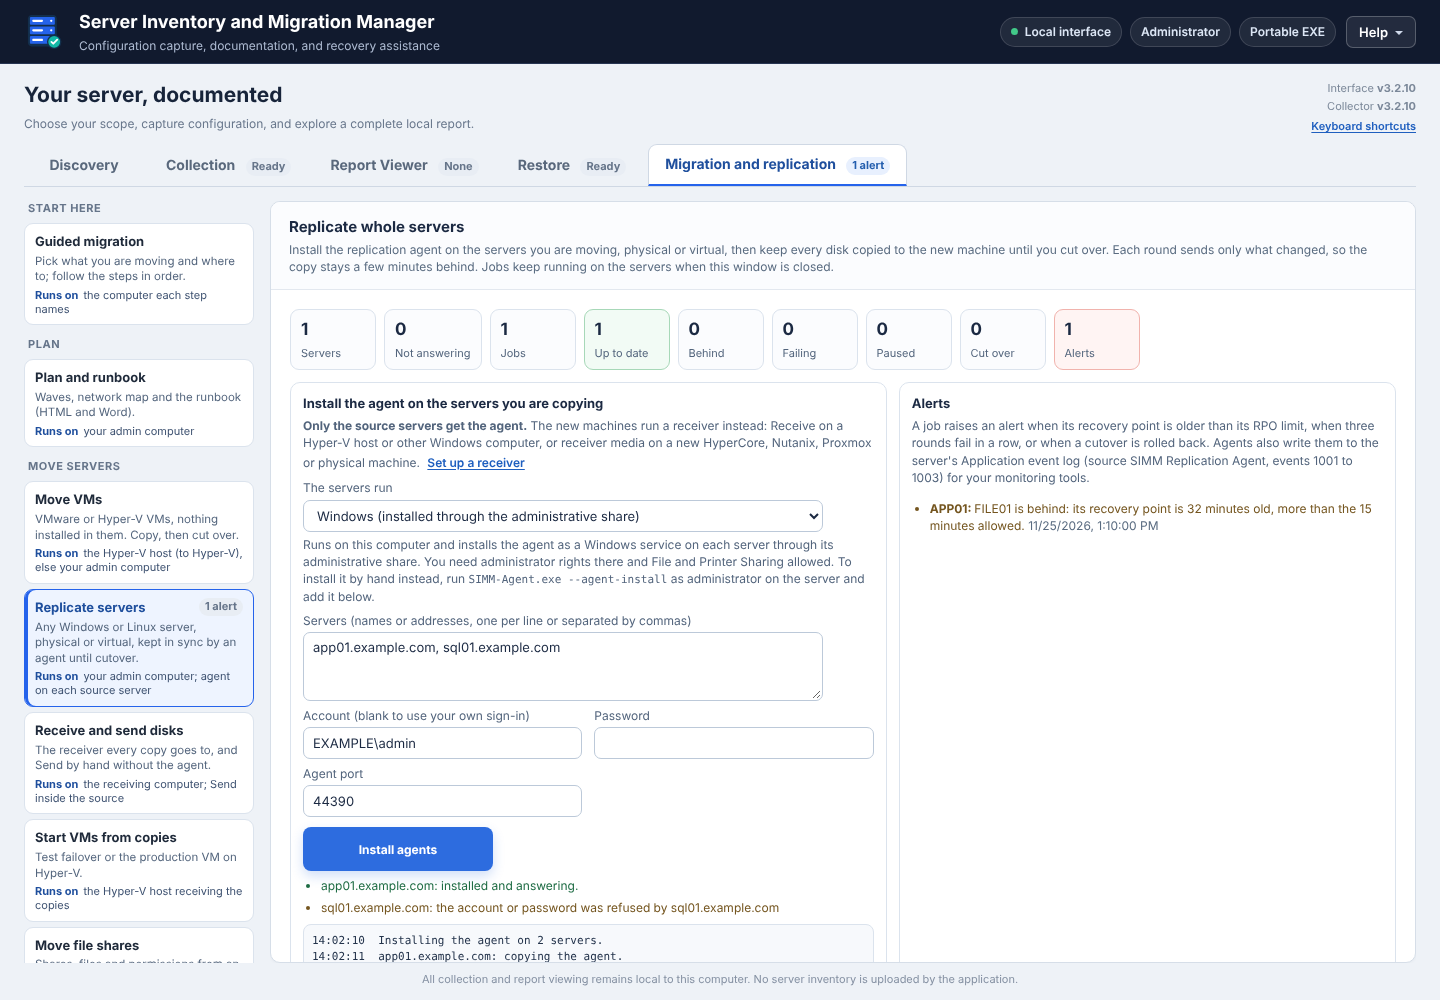 Server Inventory and Migration Manager
Configuration capture, documentation, and recovery assistance
Local interface
Administrator
Portable EXE
Help
Your server, documented
Choose your scope, capture configuration, and explore a complete local report.
Interface v3.2.10
Collector v3.2.10
Keyboard shortcuts
Discovery
Collection Ready
Report Viewer None
Restore Ready
Migration and replication 1 alert
START HERE
Guided migration
Pick what you are moving and where
to; follow the steps in order.
Runs on the computer each step
names
PLAN
Plan and runbook
Waves, network map and the runbook
(HTML and Word).
Runs on your admin computer
MOVE SERVERS
Move VMs
VMware or Hyper-V VMs, nothing
installed in them. Copy, then cut over.
Runs on the Hyper-V host (to Hyper-V),
else your admin computer
Replicate servers 1 alert
Any Windows or Linux server,
physical or virtual, kept in sync by an
agent until cutover.
Runs on your admin computer; agent
on each source server
Receive and send disks
The receiver every copy goes to, and
Send by hand without the agent.
Runs on the receiving computer; Send
inside the source
Start VMs from copies
Test failover or the production VM on
Hyper-V.
Runs on the Hyper-V host receiving the
copies
Move file shares
Shares, files and permissions from an
Replicate whole servers
Install the replication agent on the servers you are moving, physical or virtual, then keep every disk copied to the new machine until you cut over. Each round sends only what changed, so the
copy stays a few minutes behind. Jobs keep running on the servers when this window is closed.
1 Servers
0 Not answering
1 Jobs
1 Up to date
0 Behind
0 Failing
0 Paused
0 Cut over
1 Alerts
Install the agent on the servers you are copying
Only the source servers get the agent. The new machines run a receiver instead: Receive on a
Hyper-V host or other Windows computer, or receiver media on a new HyperCore, Nutanix, Proxmox
or physical machine. Set up a receiver
The servers run
Windows (installed through the administrative share)
Runs on this computer and installs the agent as a Windows service on each server through its
administrative share. You need administrator rights there and File and Printer Sharing allowed. To
install it by hand instead, run SIMM-Agent.exe --agent-install as administrator on the server and
add it below.
Servers (names or addresses, one per line or separated by commas)
app01.example.com, sql01.example.com
Account (blank to use your own sign-in)
Password
EXAMPLE\admin
Agent port
44390
Install agents
app01.example.com: installed and answering.
sql01.example.com: the account or password was refused by sql01.example.com
14:02:10 Installing the agent on 2 servers.
14:02:11 app01.example.com: copying the agent.
Alerts
A job raises an alert when its recovery point is older than its RPO limit, when three
rounds fail in a row, or when a cutover is rolled back. Agents also write them to the
server's Application event log (source SIMM Replication Agent, events 1001 to
1003) for your monitoring tools.
APP01: FILE01 is behind: its recovery point is 32 minutes old, more than the 15
minutes allowed. 11/25/2026, 1:10:00 PM
All collection and report viewing remains local to this computer. No server inventory is uploaded by the application.